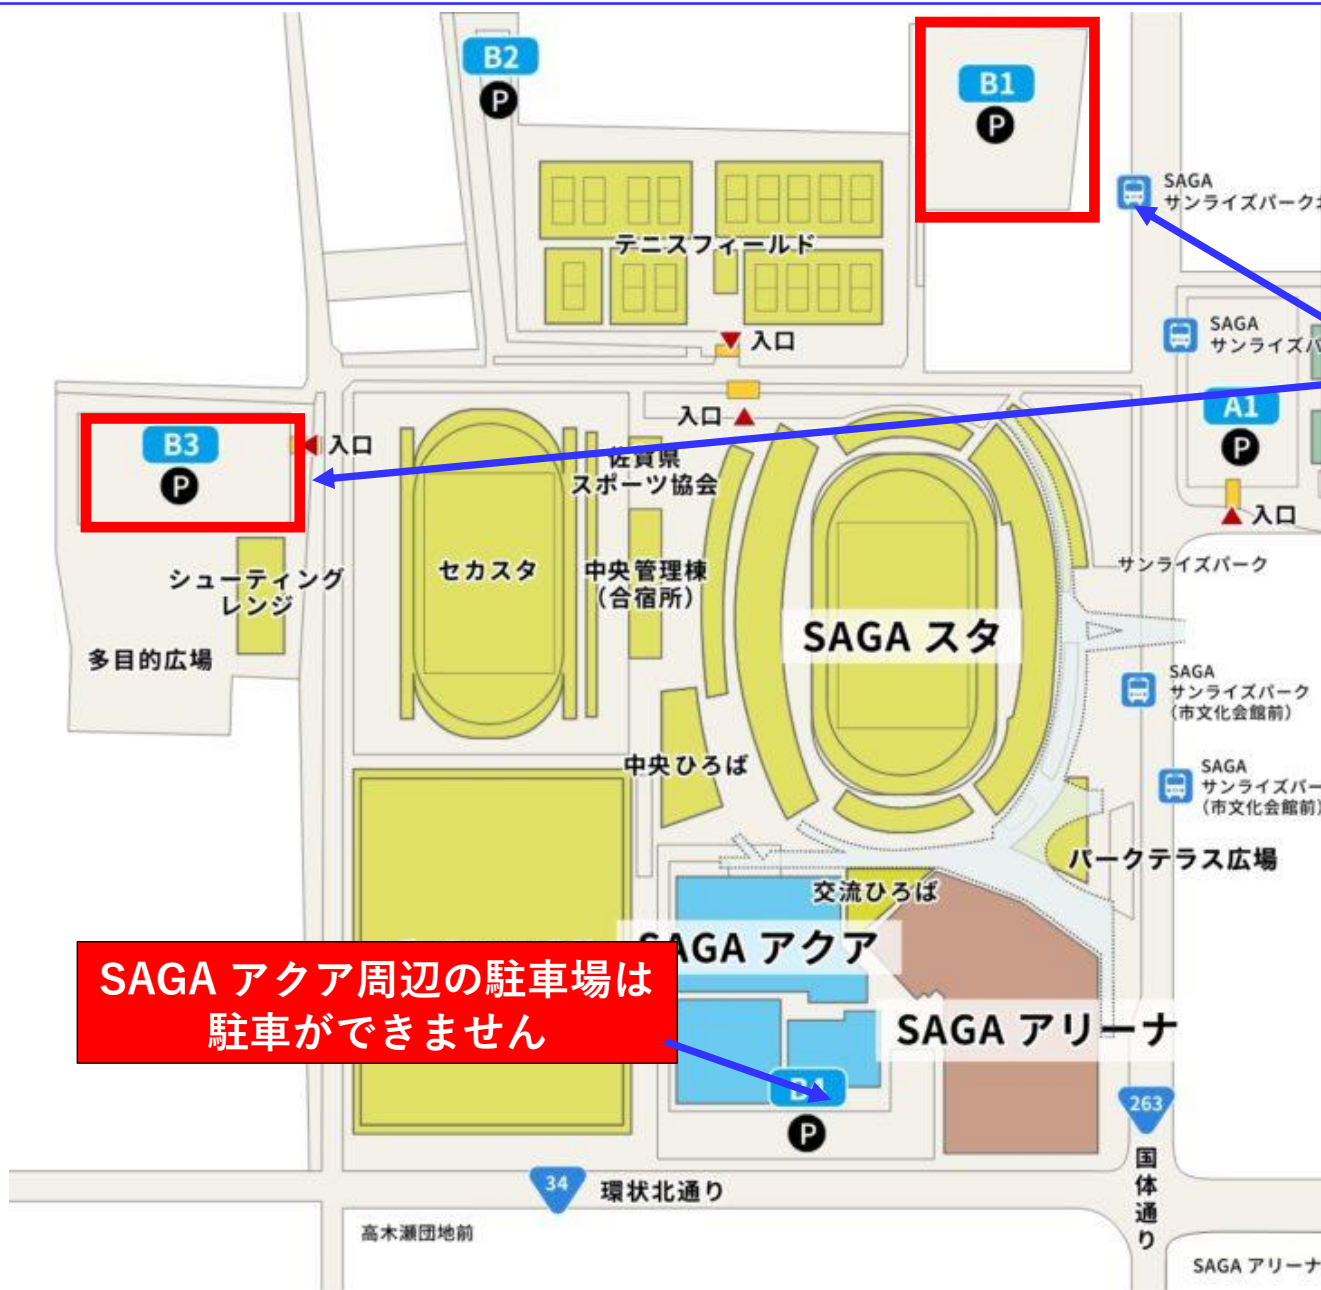 B2
P
B1
P
SAGA
サンライズパーク
テニスフィールド
SAGA
サンライズパ
入口
A1
P
入口
B3
P
入口
佐賀県
スポーツ協会
入口
サンライズパーク
シューティング
レンジ
セカスタ
中央管理棟
(合宿所)
SAGA スタ
多目的広場
SAGA
サンライズパーク
(市文化会館前)
中央ひろば
SAGA
サンライズパー
(市文化会館前)
パークテラス広場
交流ひろば
SAGA アクア
SAGA アクア周辺の駐車場は
駐車ができません
SAGA アリーナ
B4
P
263
国体通り
34
環状北通り
高木瀬団地前
SAGA アリーナ